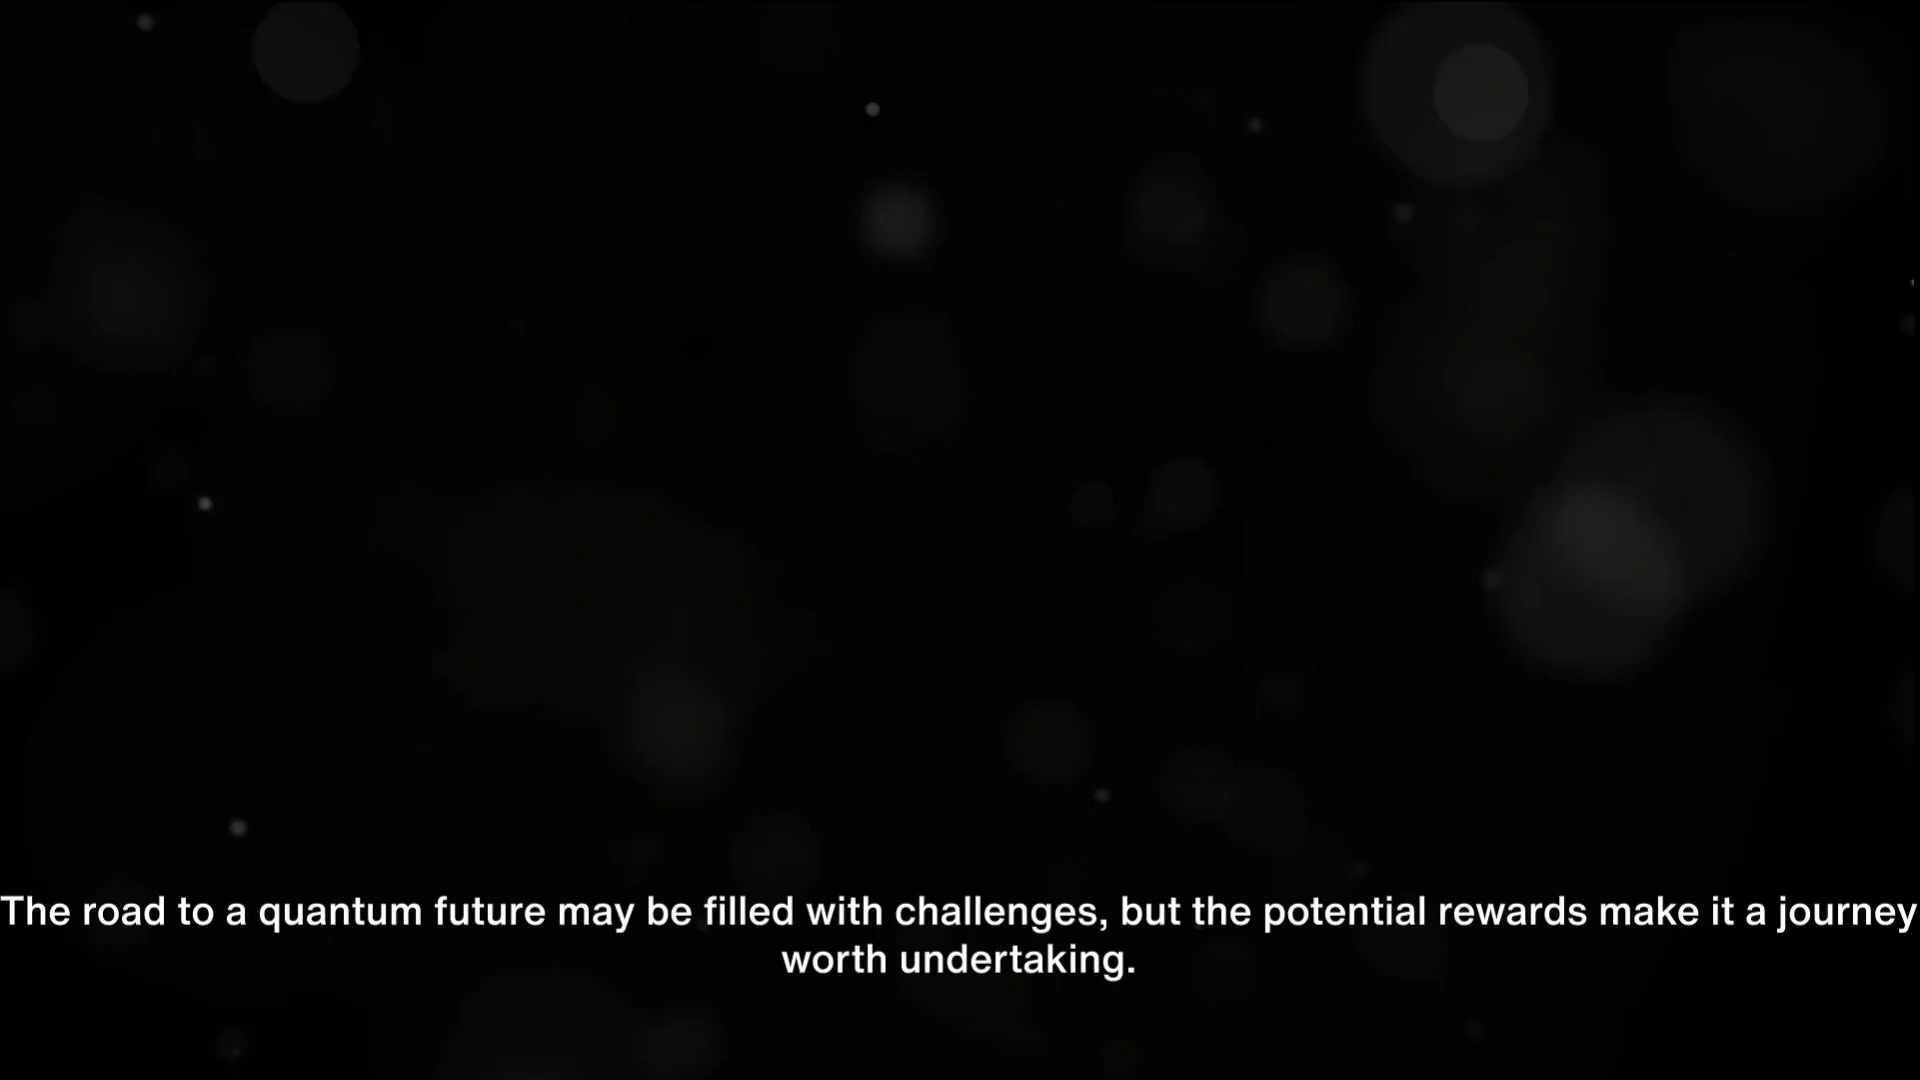 The road to a quantum future may be filled with challenges, but the potential rewards make it a journey
worth undertaking.